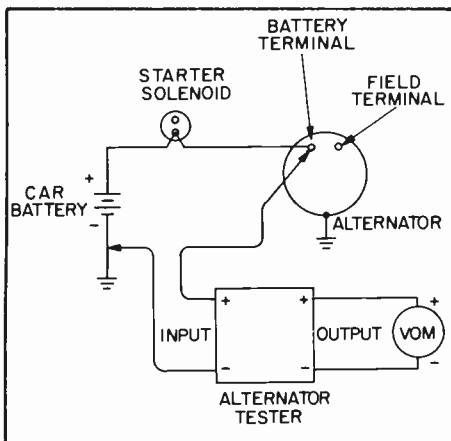 BATTERY
TERMINAL
STARTER
SOLENOID
FIELD
TERMINAL
+
CAR
BATTERY
-
ALTERNATOR
+ +
+
INPUT OUTPUT VOM
- -
-
ALTERNATOR
TESTER